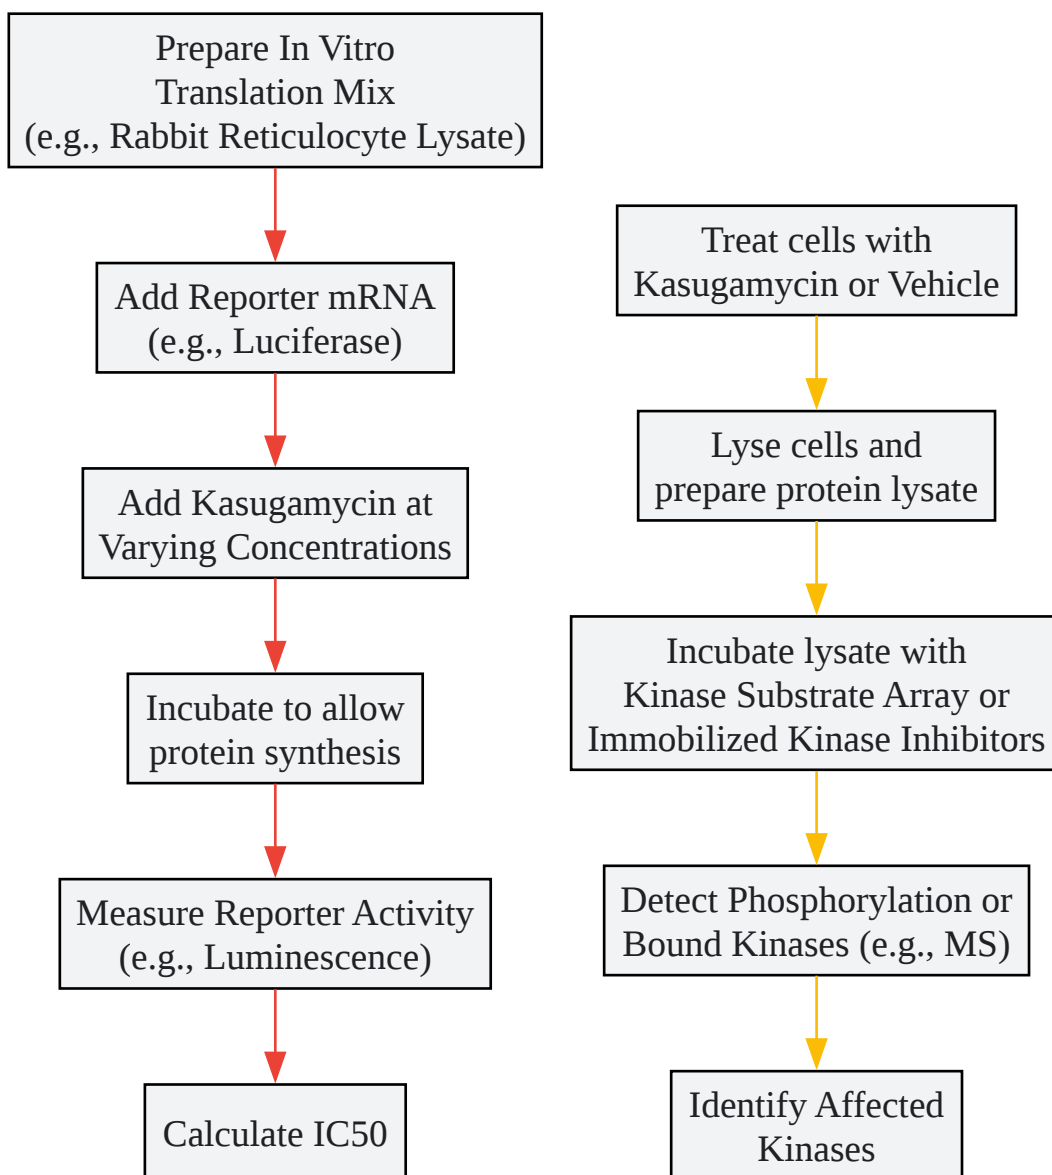 Prepare In Vitro
Translation Mix
(e.g., Rabbit Reticulocyte Lysate)
Add Reporter mRNA
(e.g., Luciferase)
Add Kasugamycin at
Varying Concentrations
Incubate to allow
protein synthesis
Measure Reporter Activity
(e.g., Luminescence)
Calculate IC50
Treat cells with
Kasugamycin or Vehicle
Lyse cells and
prepare protein lysate
Incubate lysate with
Kinase Substrate Array or
Immobilized Kinase Inhibitors
Detect Phosphorylation or
Bound Kinases (e.g., MS)
Identify Affected
Kinases